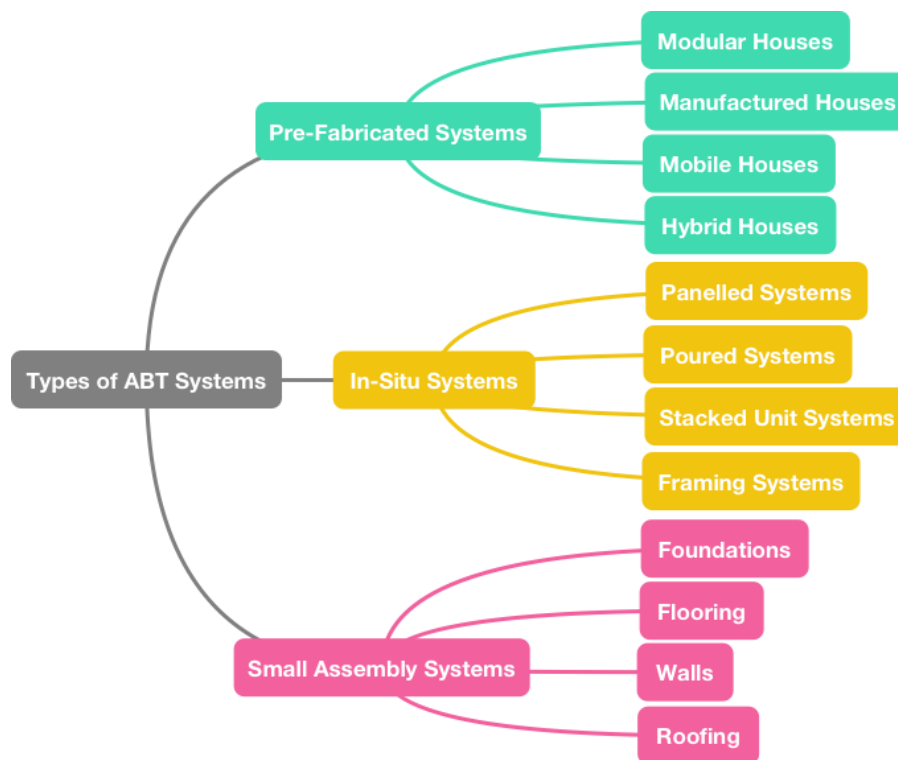 Types of ABT Systems
Pre-Fabricated Systems
Modular Houses
Manufactured Houses
Mobile Houses
Hybrid Houses
In-Situ Systems
Panelled Systems
Poured Systems
Stacked Unit Systems
Framing Systems
Small Assembly Systems
Foundations
Flooring
Walls
Roofing